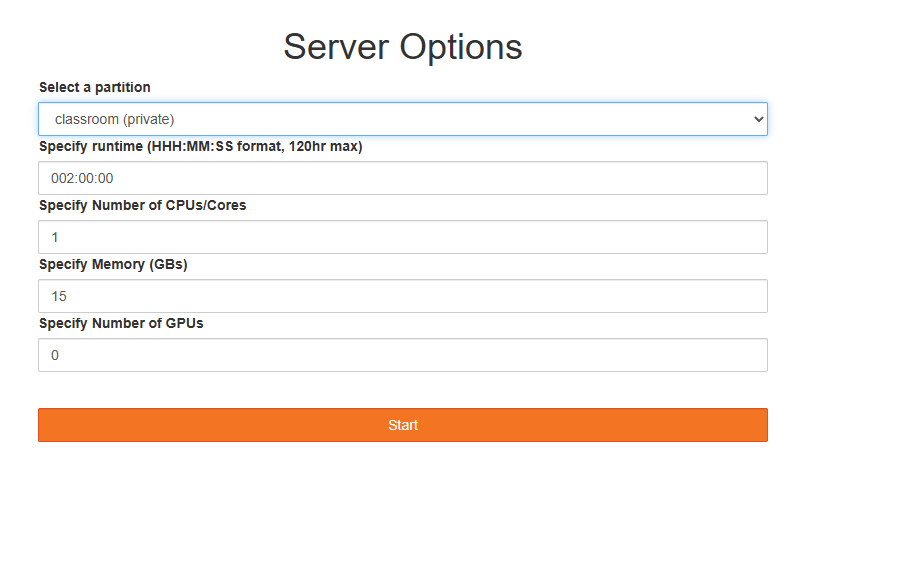 Server Options
Select a partition
classroom (private)
Specify runtime (HHH:MM:SS format, 120hr max)
002:00:00
Specify Number of CPUs/Cores
1
Specify Memory (GBs)
15
Specify Number of GPUs
0
Start